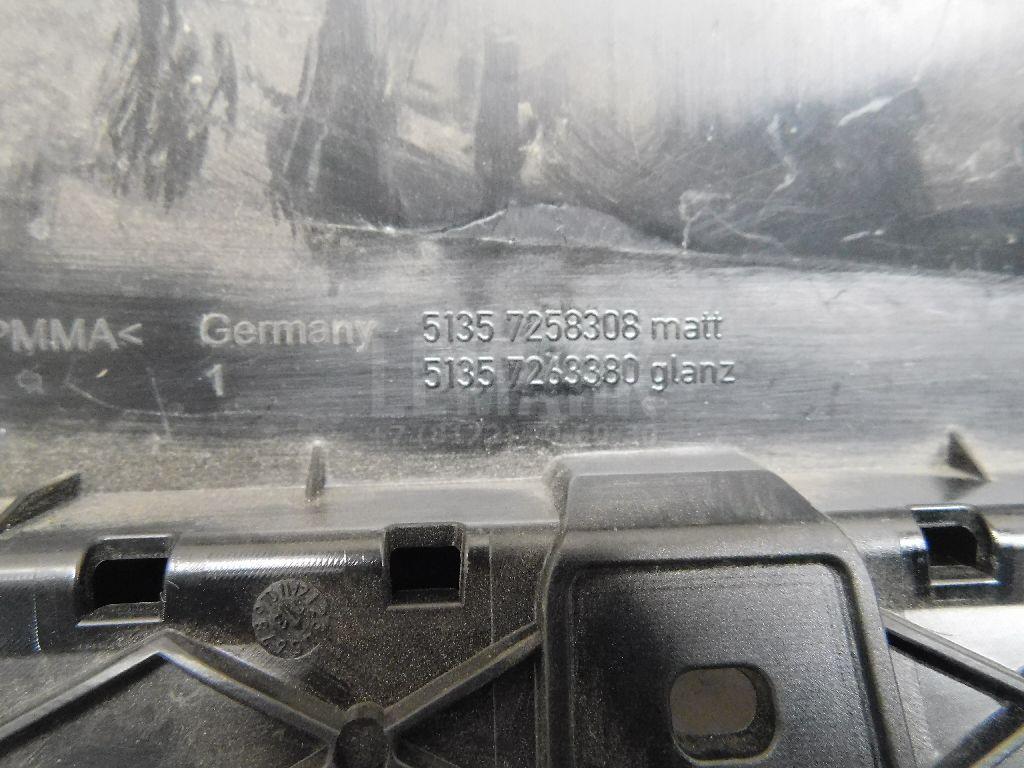 PMMA< Germany 5135 7258308 matt
1 5135 7263380 glanz